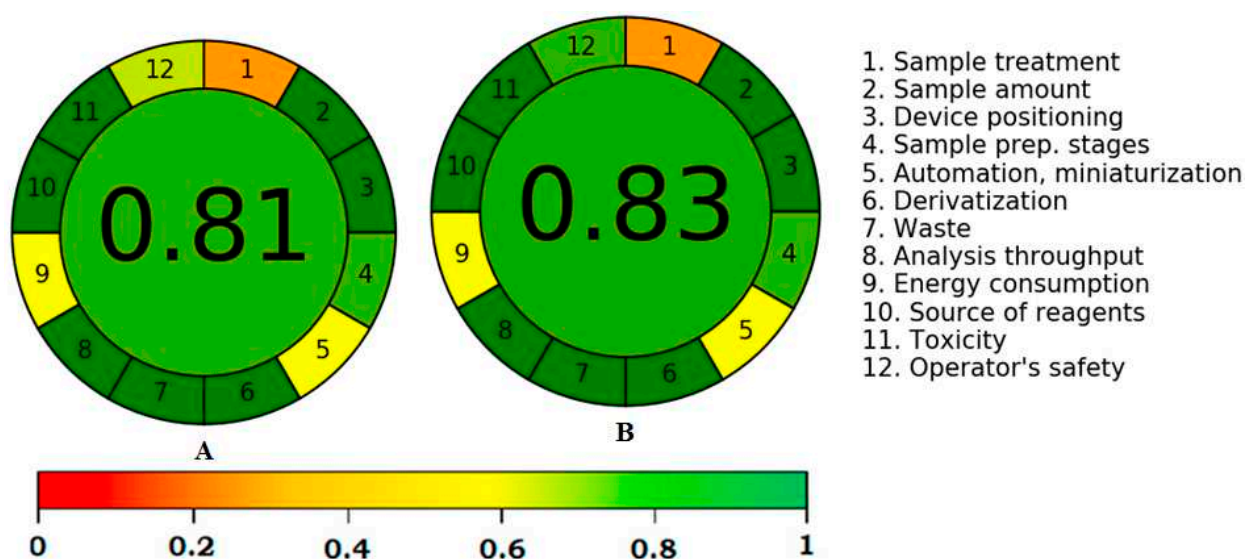 12 1
11 2
10 0.81 3
9 4
8 5
7 6
A
12 1
11 2
10 0.83 3
9 4
8 5
7 6
B
1. Sample treatment
2. Sample amount
3. Device positioning
4. Sample prep. stages
5. Automation, miniaturization
6. Derivatization
7. Waste
8. Analysis throughput
9. Energy consumption
10. Source of reagents
11. Toxicity
12. Operator's safety
0 0.2 0.4 0.6 0.8 1